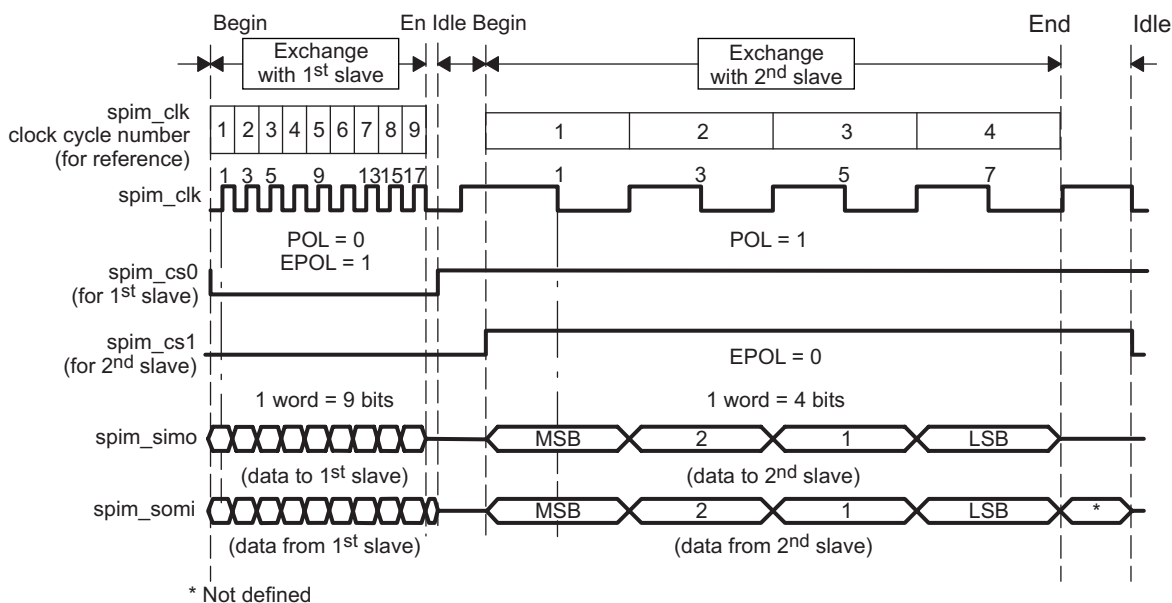 Begin En Idle Begin End Idle
Exchange with 1st slave
Exchange with 2nd slave
spim_clk
clock cycle number
(for reference)
1 2 3 4 5 6 7 8 9 1 2 3 4
1 3 5 9 13 15 17 1 3 5 7
spim_clk
POL = 0
EPOL = 1
POL = 1
spim_cs0
(for 1st slave)
spim_cs1
(for 2nd slave)
EPOL = 0
1 word = 9 bits
1 word = 4 bits
spim_simo
MSB 2 1 LSB
(data to 1st slave)
(data to 2nd slave)
spim_somi
MSB 2 1 LSB *
(data from 1st slave)
(data from 2nd slave)
* Not defined